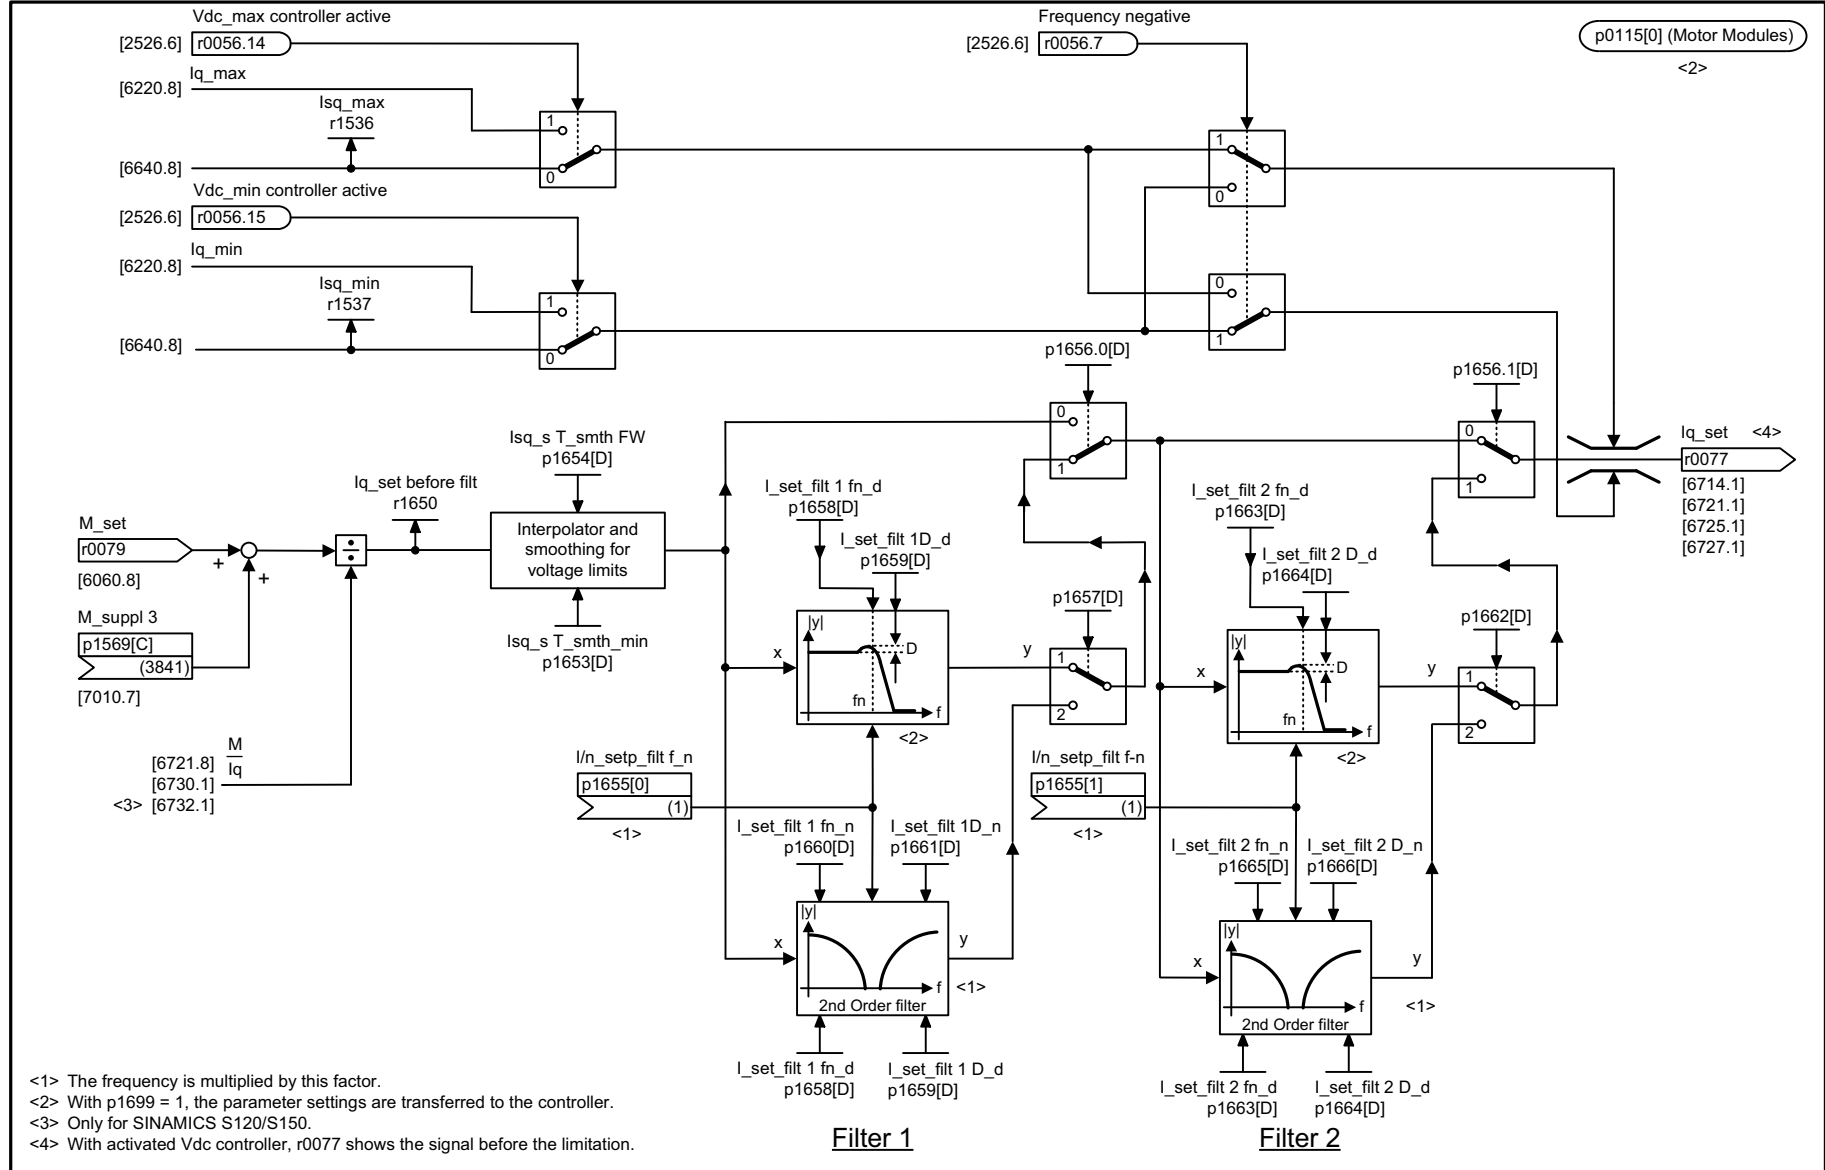 Vdc_max controller active
[2526.6] r0056.14
[6220.8]
Iq_max
Isq_max
r1536
[6640.8]
1
0
Vdc_min controller active
[2526.6] r0056.15
[6220.8]
Iq_min
Isq_min
r1537
[6640.8]
1
0
Frequency negative
[2526.6] r0056.7
1
0
0
1
p0115[0] (Motor Modules)
<2>
M_set
r0079
[6060.8]
+
+
M_suppl 3
p1569[C]
(3841)
[7010.7]
÷
M
Iq
[6721.8]
[6730.1]
<3> [6732.1]
Iq_set before filt
r1650
Isq_s T_smth FW
p1654[D]
Interpolator and
smoothing for
voltage limits
Isq_s T_smth_min
p1653[D]
I_set_filt 1 fn_d
p1658[D]
I_set_filt 1D_d
p1659[D]
x
|y|
D
fn
f
y
<2>
I/n_setp_filt f_n
p1655[0]
(1)
<1>
I_set_filt 1 fn_n
p1660[D]
I_set_filt 1D_n
p1661[D]
x
|y|
f
2nd Order filter
y
<1>
I_set_filt 1 fn_d
p1658[D]
I_set_filt 1 D_d
p1659[D]
p1656.0[D]
0
1
p1657[D]
1
2
I_set_filt 2 fn_d
p1663[D]
I_set_filt 2 D_d
p1664[D]
x
|y|
D
fn
f
y
<2>
I/n_setp_filt f-n
p1655[1]
(1)
<1>
I_set_filt 2 fn_n
p1665[D]
I_set_filt 2 D_n
p1666[D]
x
|y|
f
2nd Order filter
y
<1>
I_set_filt 2 fn_d
p1663[D]
I_set_filt 2 D_d
p1664[D]
p1656.1[D]
0
1
p1662[D]
1
2
Iq_set <4>
r0077
[6714.1]
[6721.1]
[6725.1]
[6727.1]
<1> The frequency is multiplied by this factor.
<2> With p1699 = 1, the parameter settings are transferred to the controller.
<3> Only for SINAMICS S120/S150.
<4> With activated Vdc controller, r0077 shows the signal before the limitation.
Filter 1
Filter 2